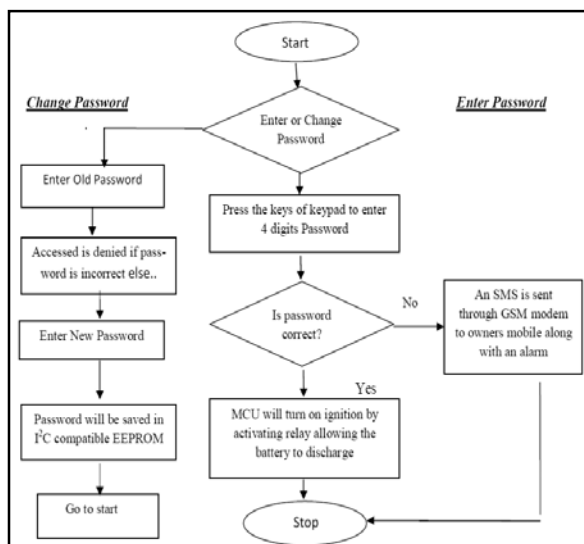 Start
Change Password
Enter Password
Enter or Change
Password
Enter Old Password
Accessed is denied if pass-
word is incorrect else..
Enter New Password
Password will be saved in
I²C compatible EEPROM
Go to start
Press the keys of keypad to enter
4 digits Password
Is password
correct?
No
An SMS is sent
through GSM modem
to owners mobile along
with an alarm
Yes
MCU will turn on ignition by
activating relay allowing the
battery to discharge
Stop